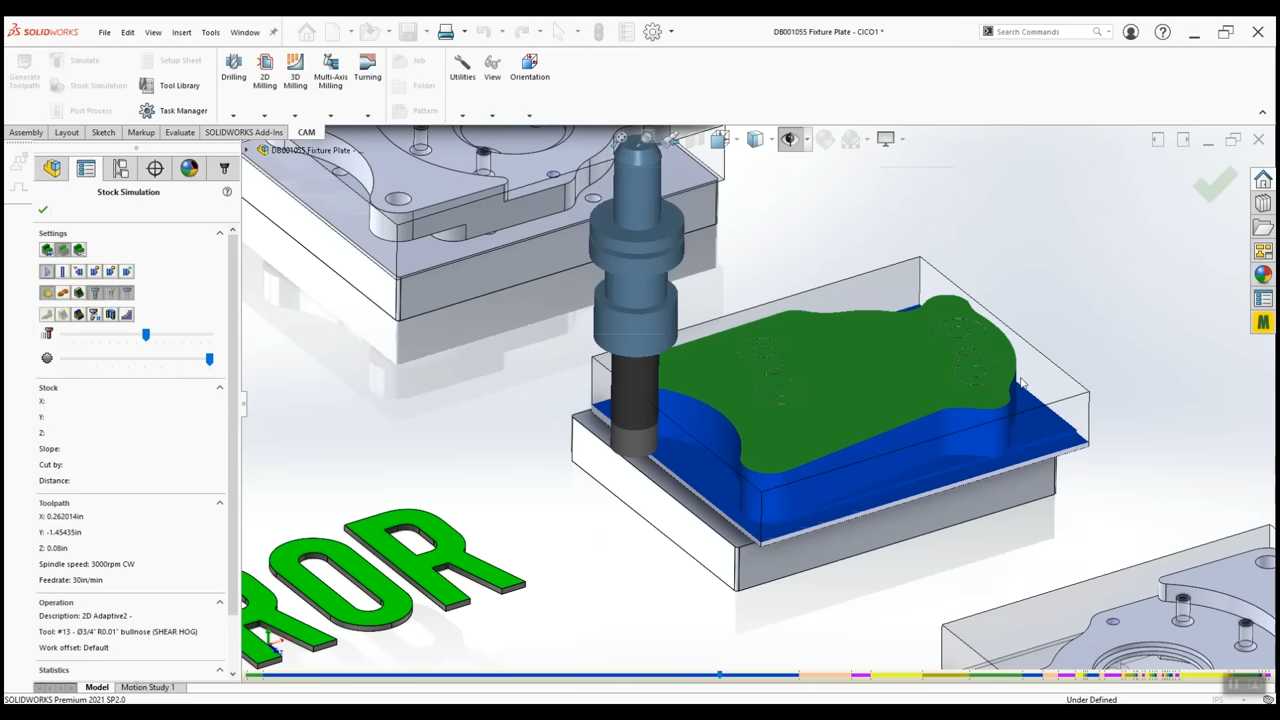 SOLIDWORKS File Edit View Insert Tools Window DB001055 Fixture Plate - CICO1 * Search Commands
Generate Toolpath Simulate Stock Simulation Post Process Setup Sheet Tool Library Task Manager Drilling 2D Milling 3D Milling Multi-Axis Milling Turning Job Folder Pattern Utilities View Orientation
Assembly Layout Sketch Markup Evaluate SOLIDWORKS Add-Ins CAM
DB001055 Fixture Plate - ...
Stock Simulation
Settings
Stock
X:
Y:
Z:
Slope:
Cut by:
Distance:
Toolpath
X: 0.262014in
Y: -1.45435in
Z: 0.08in
Spindle speed: 3000rpm CW
Feedrate: 30in/min
Operation
Description: 2D Adaptive2 -
Tool: #13 - Ø3/4" R0.01" bullnose (SHEAR HOG)
Work offset: Default
Statistics
ROR
M
Model Motion Study 1
SOLIDWORKS Premium 2021 SP2.0 Under Defined IPS